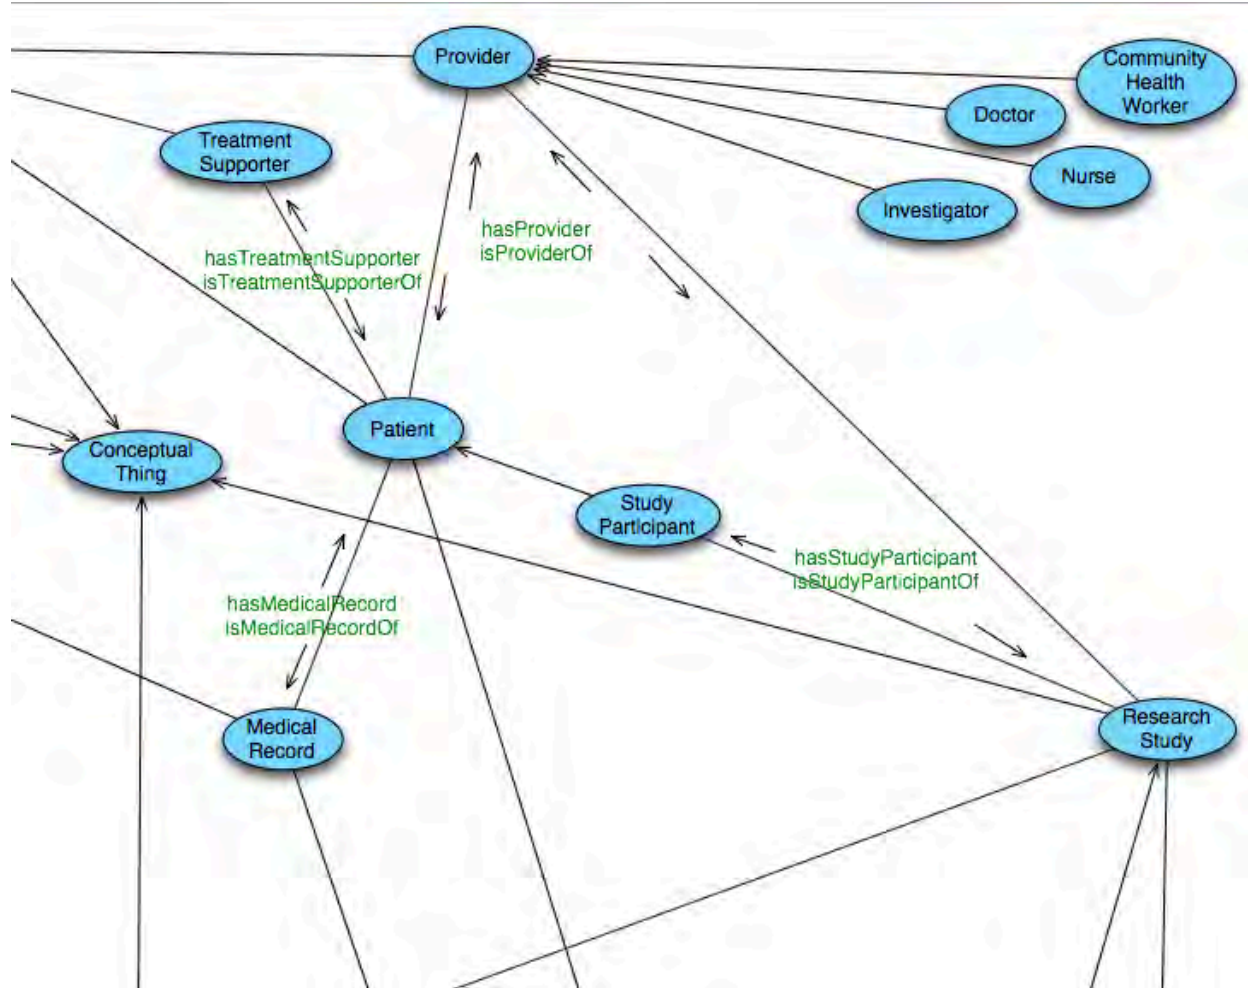 Provider
Community
Health
Worker
Doctor
Treatment
Supporter
Nurse
Investigator
hasProvider
isProviderOf
hasTreatmentSupporter
isTreatmentSupporterOf
Patient
Conceptual
Thing
Study
Participant
hasStudyParticipant
isStudyParticipantOf
hasMedicalRecord
isMedicalRecordOf
Medical
Record
Research
Study